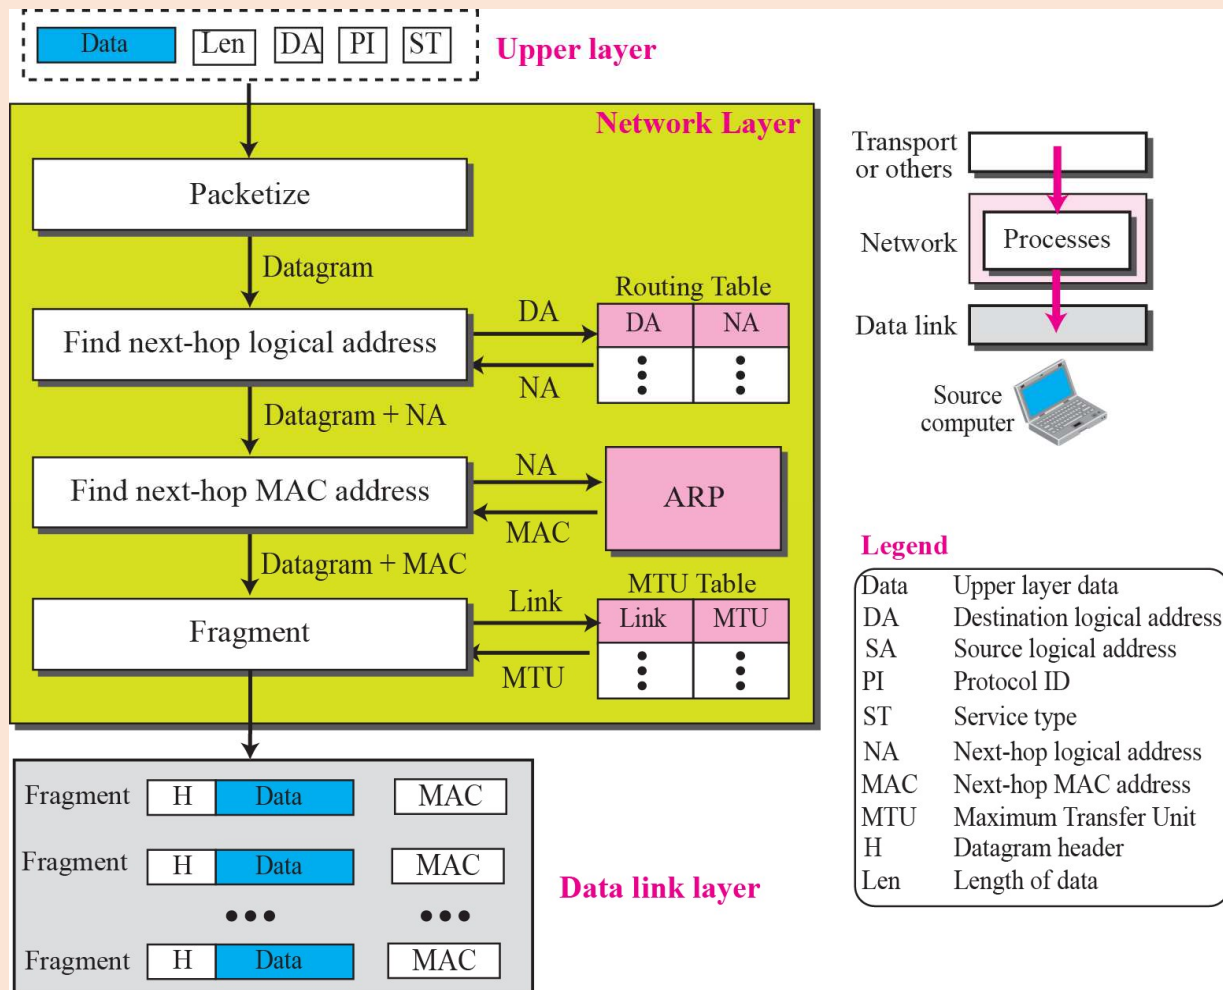 Data Len DA PI ST
Upper layer
Network Layer
Packetize
Datagram
Find next-hop logical address
DA
NA
Routing Table
DA NA
Datagram + NA
Find next-hop MAC address
NA
MAC
ARP
Datagram + MAC
Fragment
Link
MTU
MTU Table
Link MTU
Fragment H Data MAC
Fragment H Data MAC
Fragment H Data MAC
Data link layer
Transport
or others
Network
Processes
Data link
Source
computer
Legend
Data Upper layer data
DA Destination logical address
SA Source logical address
PI Protocol ID
ST Service type
NA Next-hop logical address
MAC Next-hop MAC address
MTU Maximum Transfer Unit
H Datagram header
Len Length of data